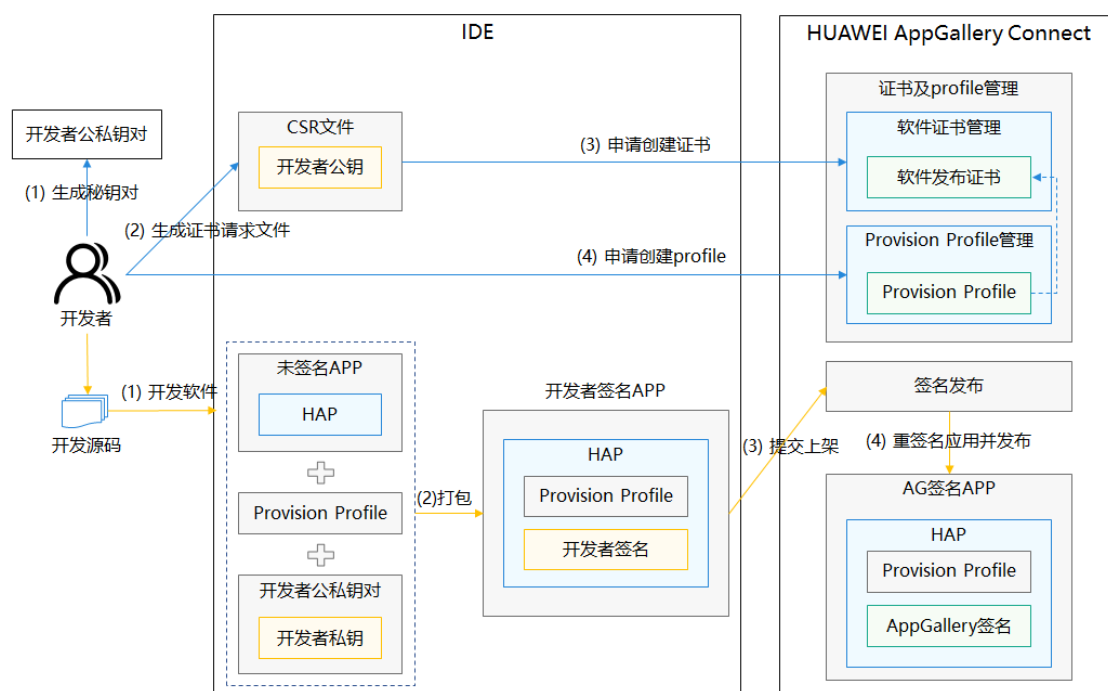 IDE
HUAWEI AppGallery Connect
证书及profile管理
开发者公私钥对
CSR文件
开发者公钥
(3) 申请创建证书
软件证书管理
软件发布证书
(1) 生成秘钥对
(2) 生成证书请求文件
(4) 申请创建profile
Provision Profile管理
Provision Profile
开发者
未签名APP
HAP
(1) 开发软件
开发源码
开发者签名APP
签名发布
(3) 提交上架
(4) 重签名应用并发布
HAP
Provision Profile
开发者签名
(2)打包
Provision Profile
AG签名APP
HAP
Provision Profile
AppGallery签名
开发者公私钥对
开发者私钥